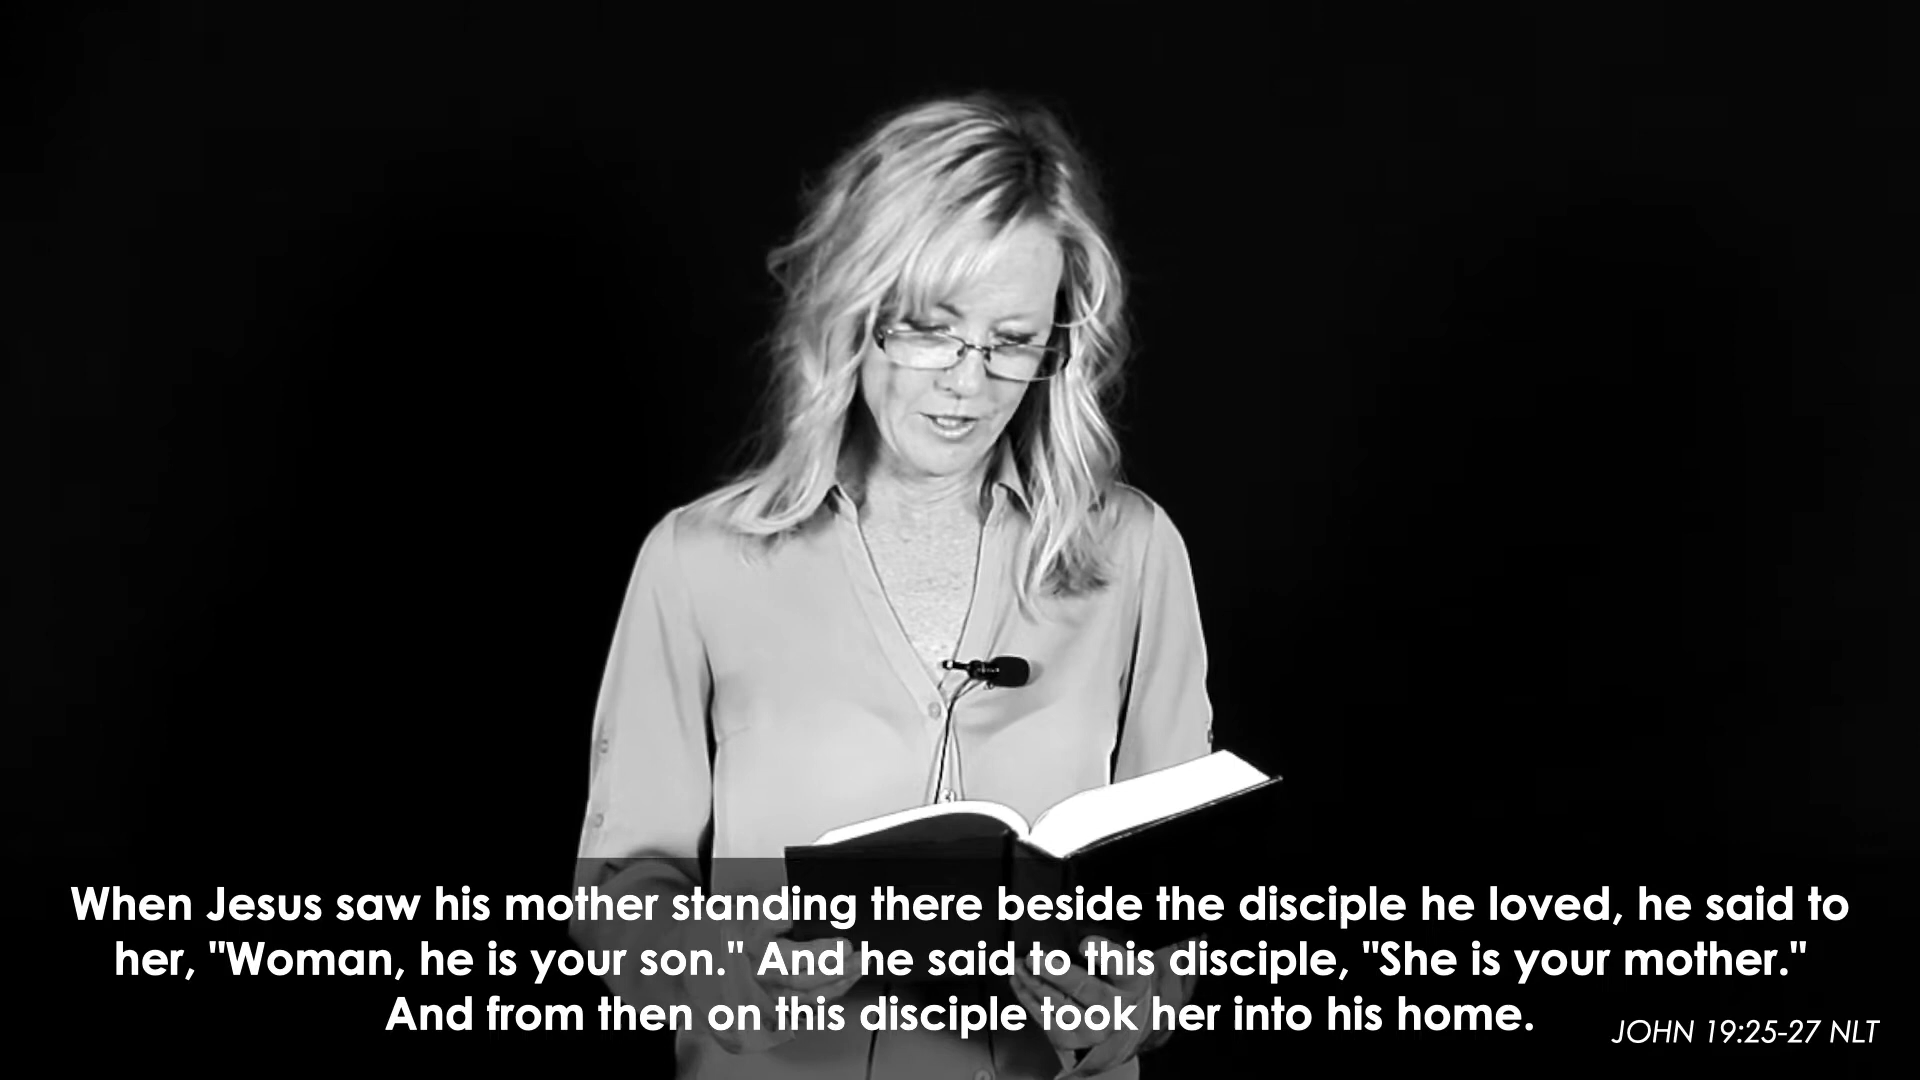 When Jesus saw his mother standing there beside the disciple he loved, he said to
her, "Woman, he is your son." And he said to this disciple, "She is your mother."
And from then on this disciple took her into his home.
JOHN 19:25-27 NLT